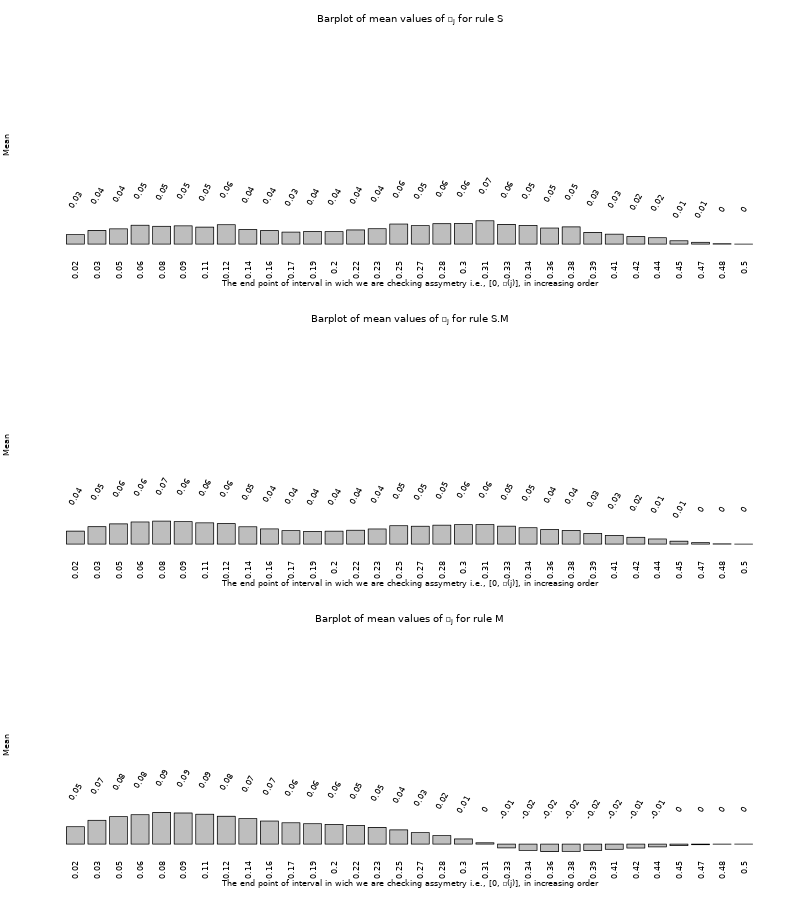 Barplot of mean values of □j for rule S
Mean
0.03 0.04 0.04 0.05 0.05 0.05 0.05 0.06 0.04 0.04 0.03 0.04 0.04 0.04 0.04 0.06 0.05 0.06 0.06 0.07 0.06 0.05 0.05 0.05 0.03 0.03 0.02 0.02 0.01 0.01 0 0
0.02 0.03 0.05 0.06 0.08 0.09 0.11 0.12 0.14 0.16 0.17 0.19 0.2 0.22 0.23 0.25 0.27 0.28 0.3 0.31 0.33 0.34 0.36 0.38 0.39 0.41 0.42 0.44 0.45 0.47 0.48 0.5
The end point of interval in wich we are checking assymetry i.e., [0, □(j)], in increasing order
Barplot of mean values of □j for rule S.M
Mean
0.04 0.05 0.06 0.06 0.07 0.06 0.06 0.06 0.05 0.04 0.04 0.04 0.04 0.04 0.04 0.05 0.05 0.05 0.06 0.06 0.05 0.05 0.04 0.04 0.03 0.03 0.02 0.01 0.01 0 0 0
0.02 0.03 0.05 0.06 0.08 0.09 0.11 0.12 0.14 0.16 0.17 0.19 0.2 0.22 0.23 0.25 0.27 0.28 0.3 0.31 0.33 0.34 0.36 0.38 0.39 0.41 0.42 0.44 0.45 0.47 0.48 0.5
The end point of interval in wich we are checking assymetry i.e., [0, □(j)], in increasing order
Barplot of mean values of □j for rule M
Mean
0.05 0.07 0.08 0.08 0.09 0.09 0.09 0.08 0.07 0.07 0.06 0.06 0.06 0.05 0.05 0.04 0.03 0.02 0.01 0 -0.01 -0.02 -0.02 -0.02 -0.02 -0.02 -0.01 -0.01 0 0 0 0
0.02 0.03 0.05 0.06 0.08 0.09 0.11 0.12 0.14 0.16 0.17 0.19 0.2 0.22 0.23 0.25 0.27 0.28 0.3 0.31 0.33 0.34 0.36 0.38 0.39 0.41 0.42 0.44 0.45 0.47 0.48 0.5
The end point of interval in wich we are checking assymetry i.e., [0, □(j)], in increasing order